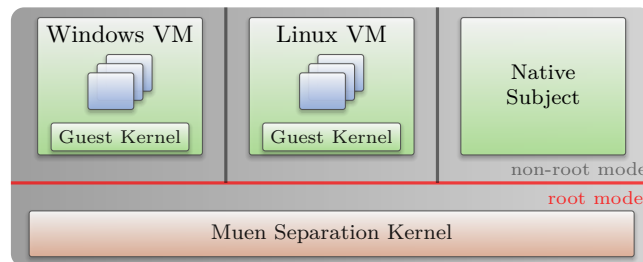 Windows VM
Guest Kernel
Linux VM
Guest Kernel
Native
Subject
non-root mode
root mode
Muen Separation Kernel